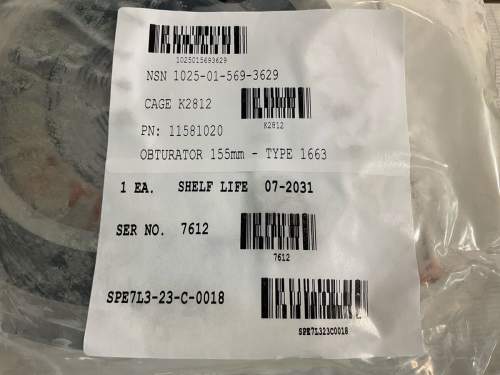 1025015693629
NSN 1025-01-569-3629
CAGE K2812
K2812
PN: 11581020
OBTURATOR 155mm - TYPE 1663
1 EA. SHELF LIFE 07-2031
SER NO. 7612
7612
SPE7L3-23-C-0018
SPE7L323C0018